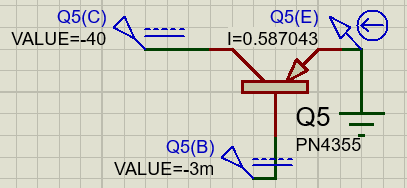 Q5(C)
VALUE=-40
Q5(E)
I=0.587043
Q5
PN4355
Q5(B)
VALUE=-3m